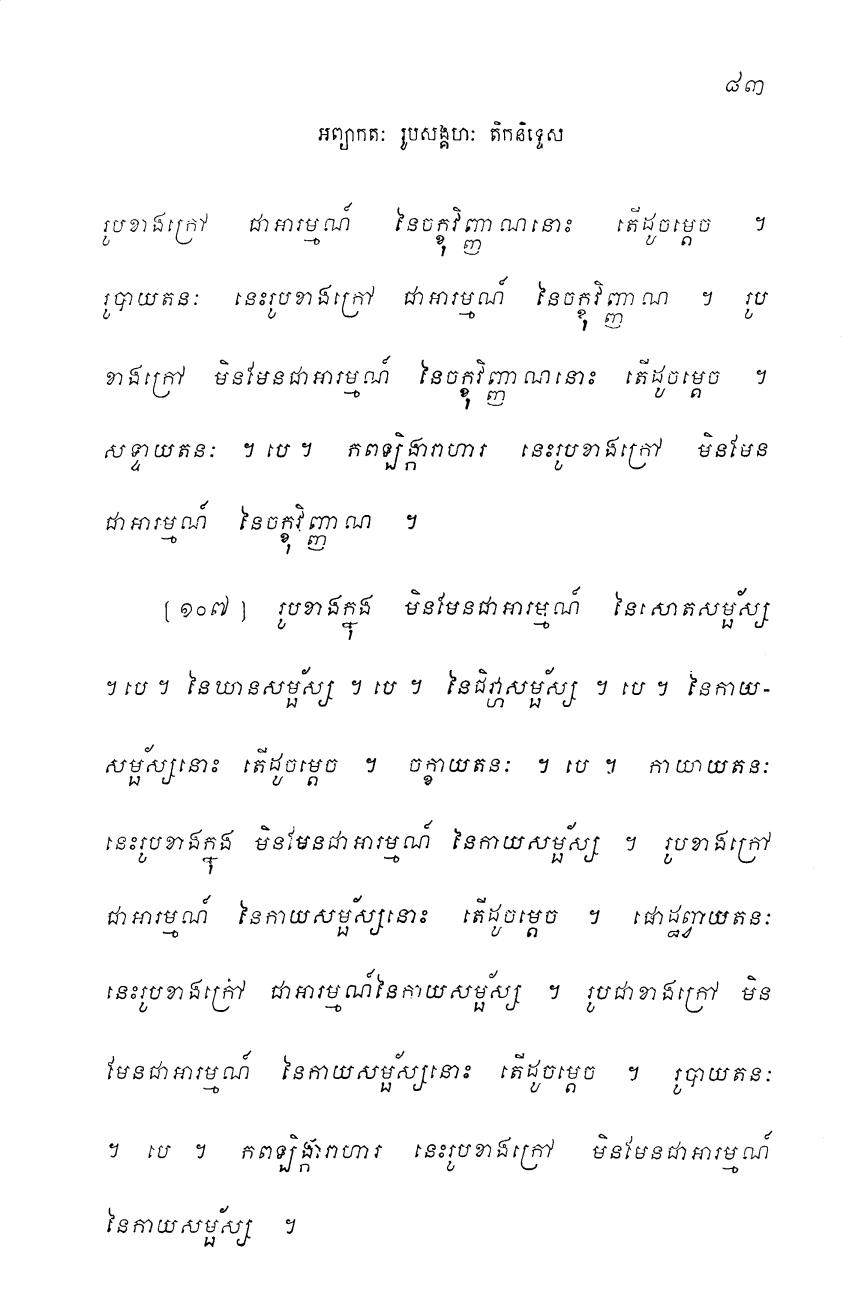 ៨៣
អព្យាកតៈ រូបសង្គហៈ តិកនិទ្ទេស
រូបខាងក្រៅ ជាអារម្មណ៍ នៃចក្ខុវិញ្ញាណនោះ តើដូចម្តេច ។
រូបាយតនៈ នេះរូបខាងក្រៅ ជាអារម្មណ៍ នៃចក្ខុវិញ្ញាណ ។ រូប
ខាងក្រៅ មិនមែនជាអារម្មណ៍ នៃចក្ខុវិញ្ញាណនោះ តើដូចម្តេច ។
សទ្ទាយតនៈ ។ បេ ។ កពឡិង្ការាហារ នេះរូបខាងក្រៅ មិនមែន
ជាអារម្មណ៍ នៃចក្ខុវិញ្ញាណ ។
[ ១០៧ ] រូបខាងក្នុង មិនមែនជាអារម្មណ៍ នៃសោតសម្ផ័ស្ស
។ បេ ។ នៃឃានសម្ផ័ស្ស ។ បេ ។ នៃជិវ្ហាសម្ផ័ស្ស ។ បេ ។ នៃកាយ-
សម្ផ័ស្សនោះ តើដូចម្តេច ។ ចក្ខាយតនៈ ។ បេ ។ កាយាយតនៈ
នេះរូបខាងក្នុង មិនមែនជាអារម្មណ៍ នៃកាយសម្ផ័ស្ស ។ រូបខាងក្រៅ
ជាអារម្មណ៍ នៃកាយសម្ផ័ស្សនោះ តើដូចម្តេច ។ ផោដ្ឋព្វាយតនៈ
នេះរូបខាងក្រៅ ជាអារម្មណ៍នៃកាយសម្ផ័ស្ស ។ រូបជាខាងក្រៅ មិន
មែនជាអារម្មណ៍ នៃកាយសម្ផ័ស្សនោះ តើដូចម្តេច ។ រូបាយតនៈ
។ បេ ។ កពឡិង្ការាហារ នេះរូបខាងក្រៅ មិនមែនជាអារម្មណ៍
នៃកាយសម្ផ័ស្ស ។